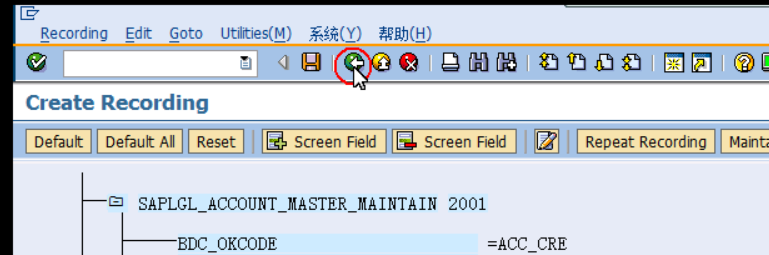 Recording Edit Goto Utilities(M) 系统(Y) 帮助(H)
Create Recording
Default Default All Reset Screen Field Screen Field Repeat Recording
SAPLGL_ACCOUNT_MASTER_MAINTAIN 2001
BDC_OKCODE =ACC_CRE